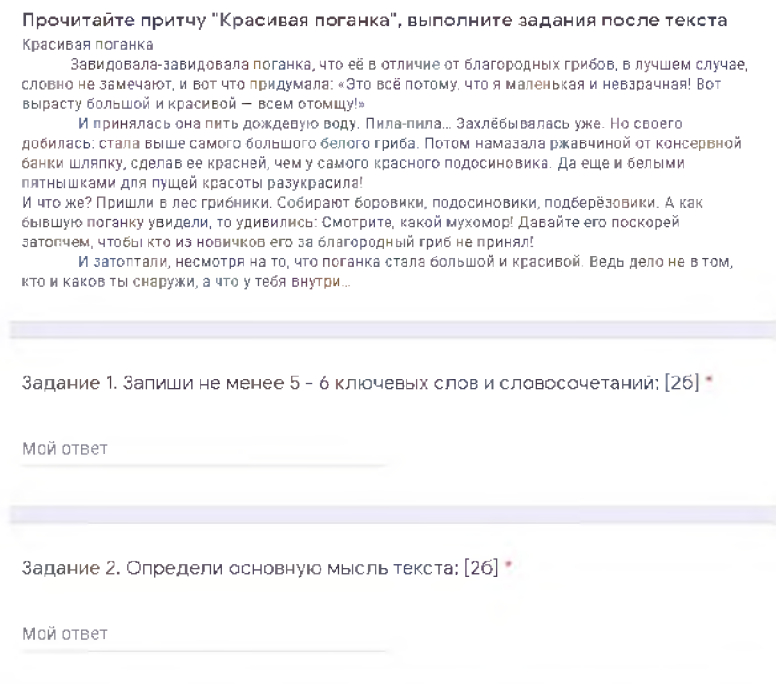 Прочитайте притчу "Красивая поганка", выполните задания после текста
Красивая поганка
Завидовала-завидовала поганка, что её в отличие от благородных грибов, в лучшем случае,
словно не замечают, и вот что придумала: «Это всё потому, что я маленькая и невзрачная! Вот
вырасту большой и красивой — всем отомщу!»
И принялась она пить дождевую воду. Пила-пила... Захлёбывалась уже. Но своего
добилась: стала выше самого большого белого гриба. Потом намазала ржавчиной от консервной
банки шляпку, сделав ее красней, чем у самого красного подосиновика. Да еще и белыми
пятнышками для пущей красоты разукрасила!
И что же? Пришли в лес грибники. Собирают боровики, подосиновики, подберёзовики. А как
бывшую поганку увидели, то удивились: Смотрите, какой мухомор! Давайте его поскорей
затопчем, чтобы кто из новичков его за благородный гриб не принял!
И затоптали, несмотря на то, что поганка стала большой и красивой. Ведь дело не в том,
кто и каков ты снаружи, а что у тебя внутри...
Задание 1. Запиши не менее 5 - 6 ключевых слов и словосочетаний: [2б] *
Мой ответ
Задание 2. Определи основную мысль текста: [2б] *
Мой ответ